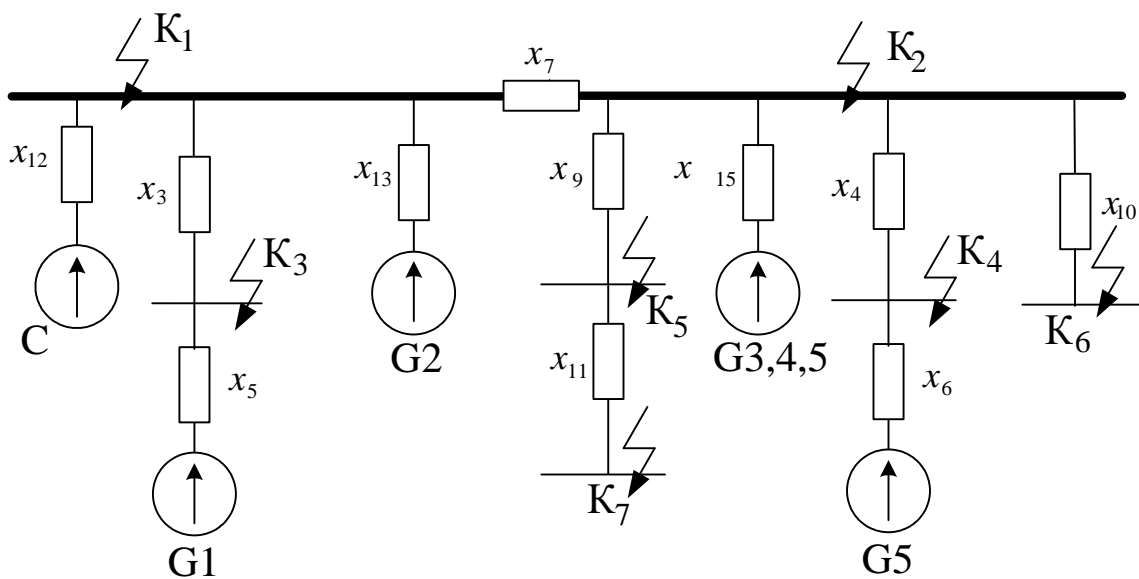 К₁
x₇
К₂
x₁₂
x₃
x₁₃
x₉
x ₁₅
x₄
x₁₀
К₃
К₄
С
К₅
К₆
G2
G3,4,5
x₅
x₁₁
x₆
К₇
G1
G5